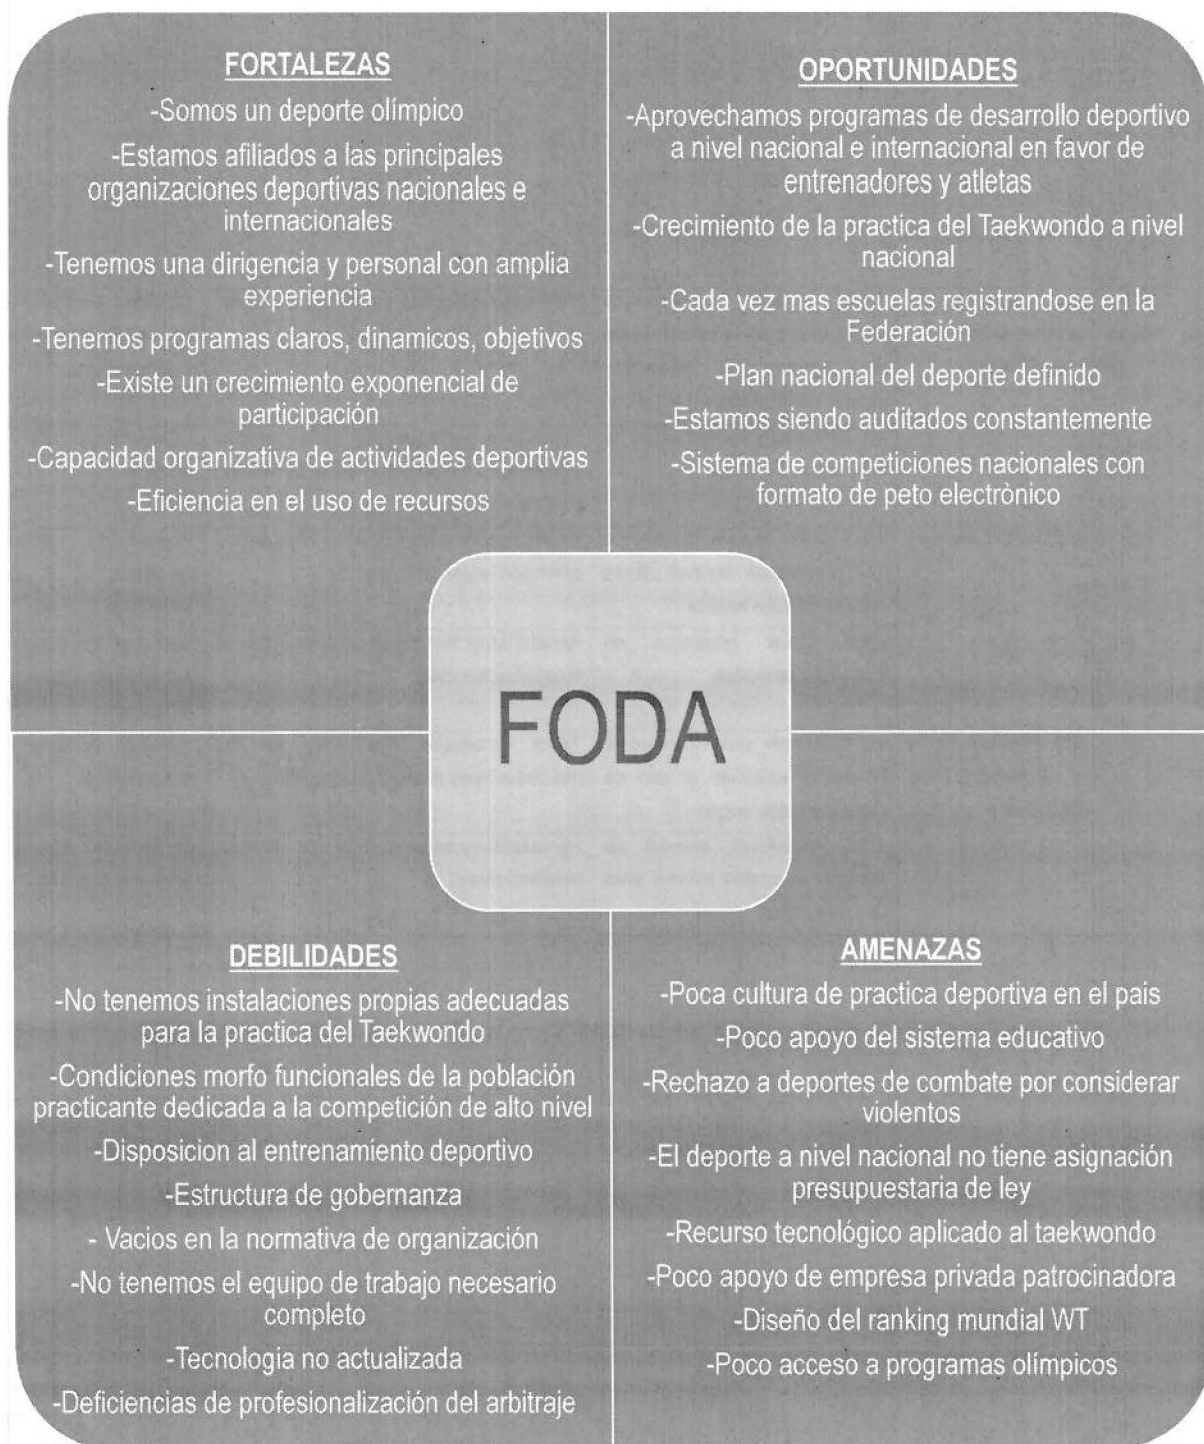 FORTALEZAS
-Somos un deporte olímpico
-Estamos afiliados a las principales
organizaciones deportivas nacionales e
internacionales
-Tenemos una dirigencia y personal con amplia
experiencia
-Tenemos programas claros, dinamicos, objetivos
-Existe un crecimiento exponencial de
participación
-Capacidad organizativa de actividades deportivas
-Eficiencia en el uso de recursos
OPORTUNIDADES
-Aprovechamos programas de desarrollo deportivo
a nivel nacional e internacional en favor de
entrenadores y atletas
-Crecimiento de la practica del Taekwondo a nivel
nacional
-Cada vez mas escuelas registrandose en la
Federación
-Plan nacional del deporte definido
-Estamos siendo auditados constantemente
-Sistema de competiciones nacionales con
formato de peto electrònico
FODA
DEBILIDADES
-No tenemos instalaciones propias adecuadas
para la practica del Taekwondo
-Condiciones morfo funcionales de la población
practicante dedicada a la competición de alto nivel
-Disposicion al entrenamiento deportivo
-Estructura de gobernanza
- Vacios en la normativa de organización
-No tenemos el equipo de trabajo necesario
completo
-Tecnologia no actualizada
-Deficiencias de profesionalización del arbitraje
AMENAZAS
-Poca cultura de practica deportiva en el pais
-Poco apoyo del sistema educativo
-Rechazo a deportes de combate por considerar
violentos
-El deporte a nivel nacional no tiene asignación
presupuestaria de ley
-Recurso tecnológico aplicado al taekwondo
-Poco apoyo de empresa privada patrocinadora
-Diseño del ranking mundial WT
-Poco acceso a programas olímpicos